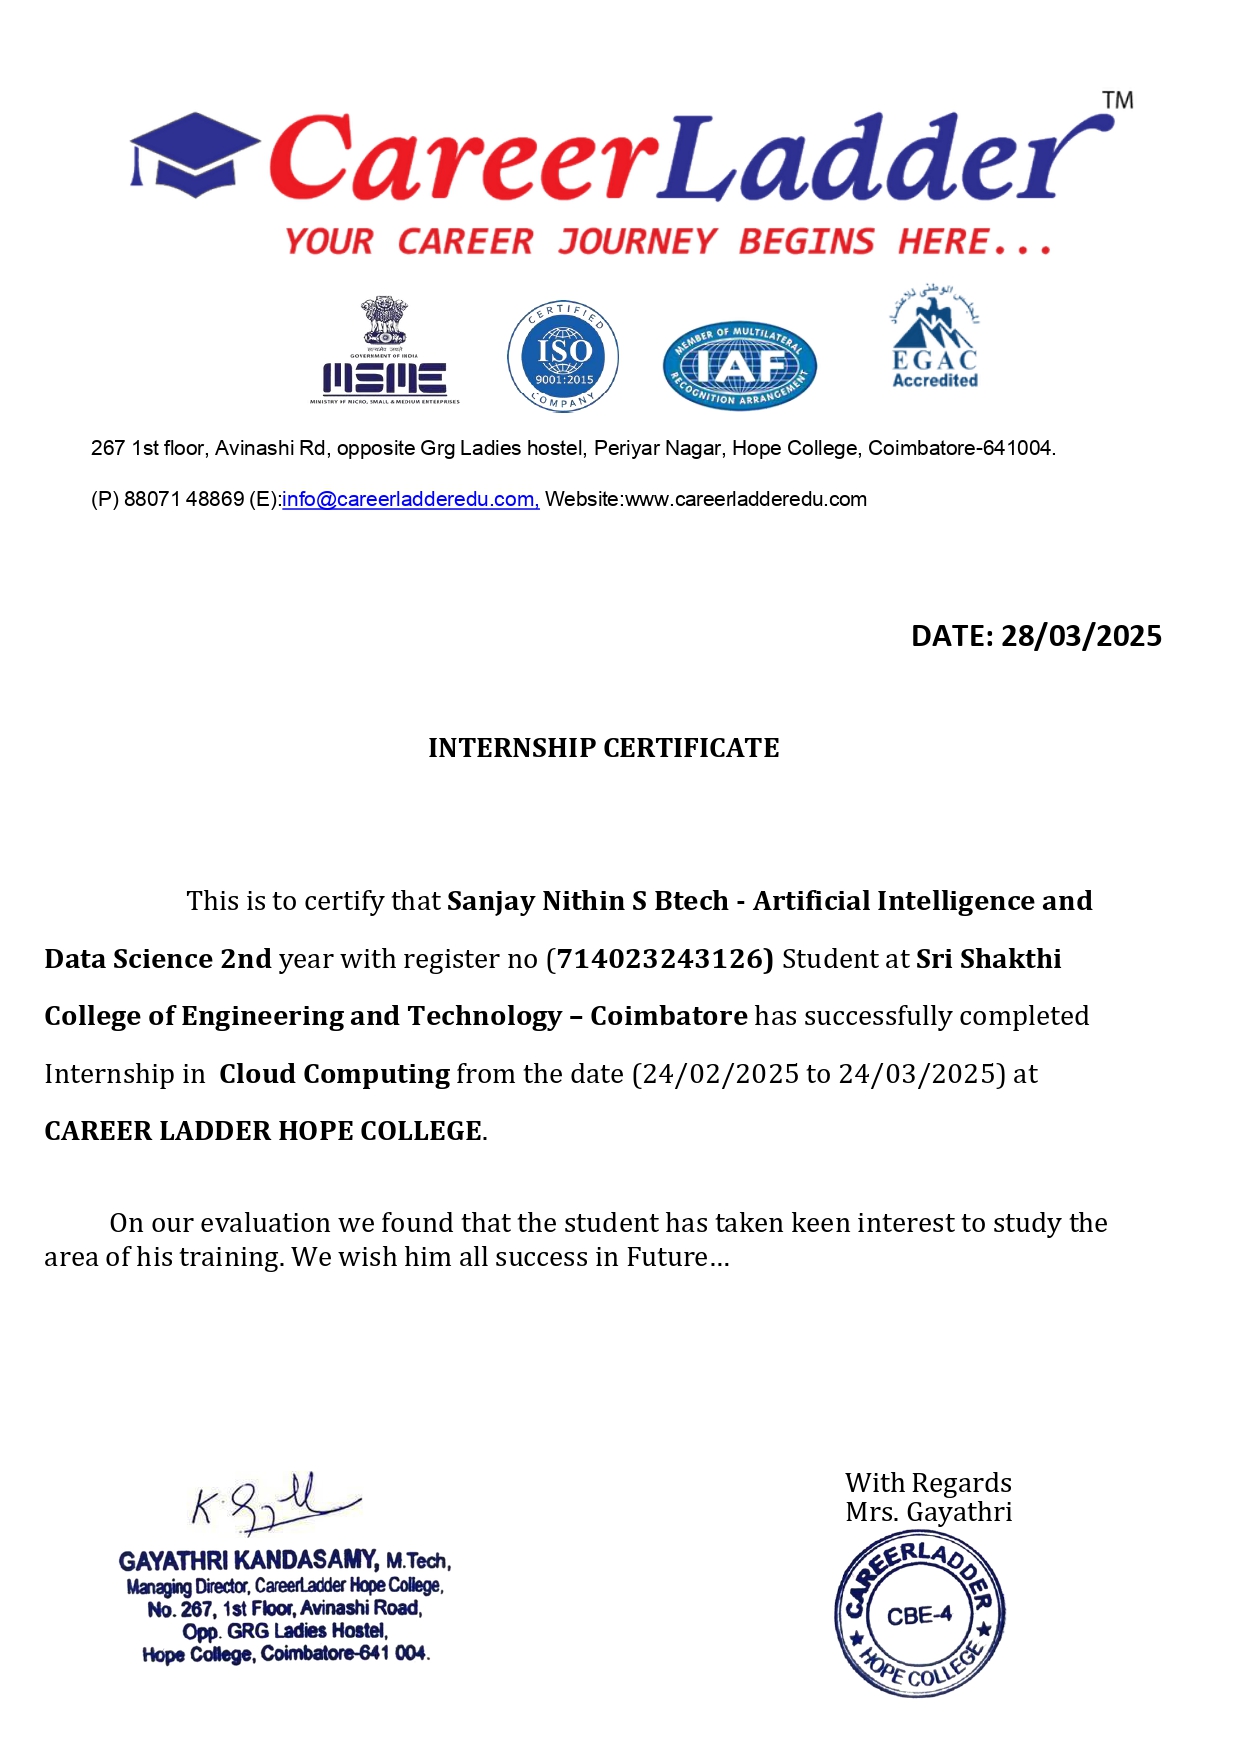 CareerLadder TM
YOUR CAREER JOURNEY BEGINS HERE...
सत्यमेव जयते
GOVERNMENT OF INDIA
MSME
MINISTRY OF MICRO, SMALL & MEDIUM ENTERPRISES
CERTIFIED
ISO
9001:2015
COMPANY
MEMBER OF MULTILATERAL
IAF
RECOGNITION ARRANGEMENT
المجلس الوطنى للاعتماد
EGAC
Accredited
267 1st floor, Avinashi Rd, opposite Grg Ladies hostel, Periyar Nagar, Hope College, Coimbatore-641004.
(P) 88071 48869 (E):info@careerladderedu.com, Website:www.careerladderedu.com
DATE: 28/03/2025
INTERNSHIP CERTIFICATE
This is to certify that Sanjay Nithin S Btech - Artificial Intelligence and
Data Science 2nd year with register no (714023243126) Student at Sri Shakthi
College of Engineering and Technology – Coimbatore has successfully completed
Internship in Cloud Computing from the date (24/02/2025 to 24/03/2025) at
CAREER LADDER HOPE COLLEGE.
On our evaluation we found that the student has taken keen interest to study the
area of his training. We wish him all success in Future…
With Regards
Mrs. Gayathri
GAYATHRI KANDASAMY, M.Tech,
Managing Director, CareerLadder Hope College,
No. 267, 1st Floor, Avinashi Road,
Opp. GRG Ladies Hostel,
Hope College, Coimbatore-641 004.
CAREERLADDER
CBE-4
★ HOPE COLLEGE ★